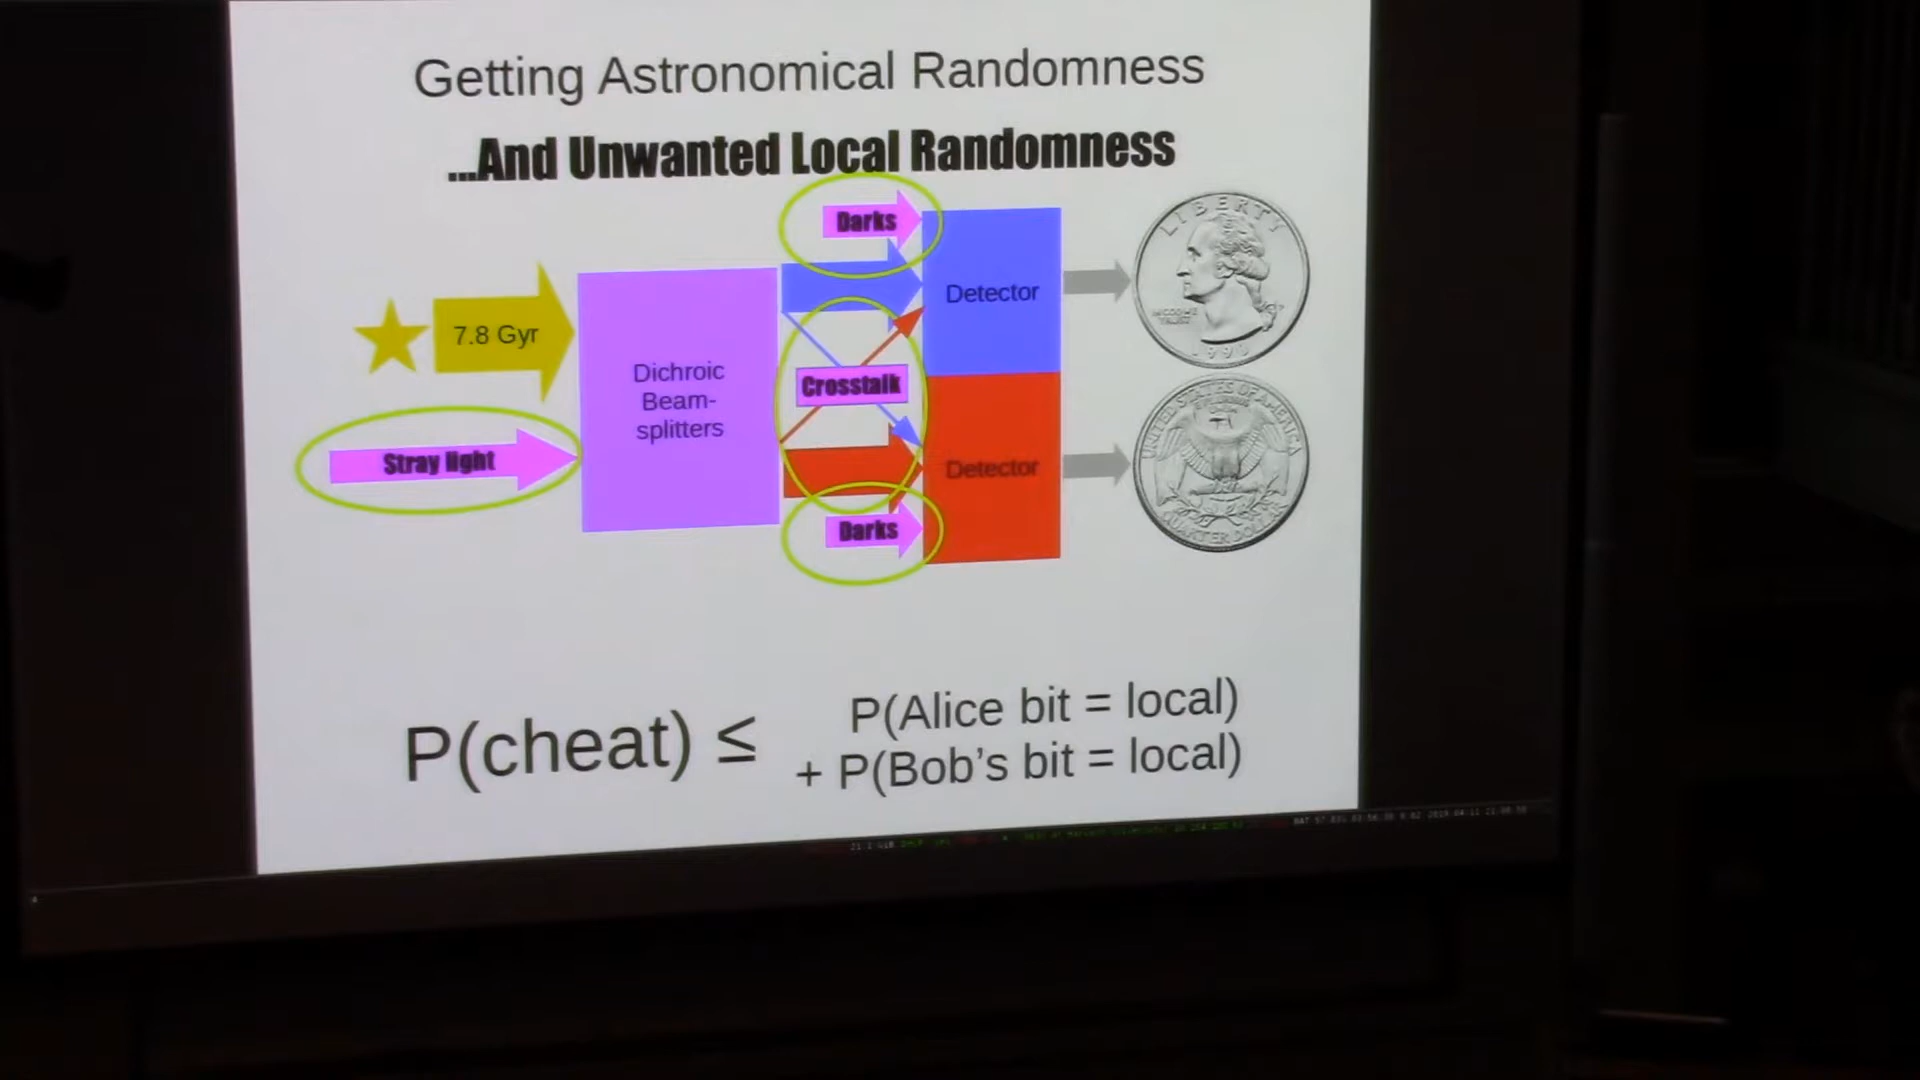 Getting Astronomical Randomness
...And Unwanted Local Randomness
Darks
7.8 Gyr
Stray light
Dichroic
Beam-
splitters
Crosstalk
Darks
Detector
Detector
LIBERTY
UNITED STATES OF AMERICA
QUARTER DOLLAR
P(cheat) ≤
P(Alice bit = local)
+ P(Bob’s bit = local)